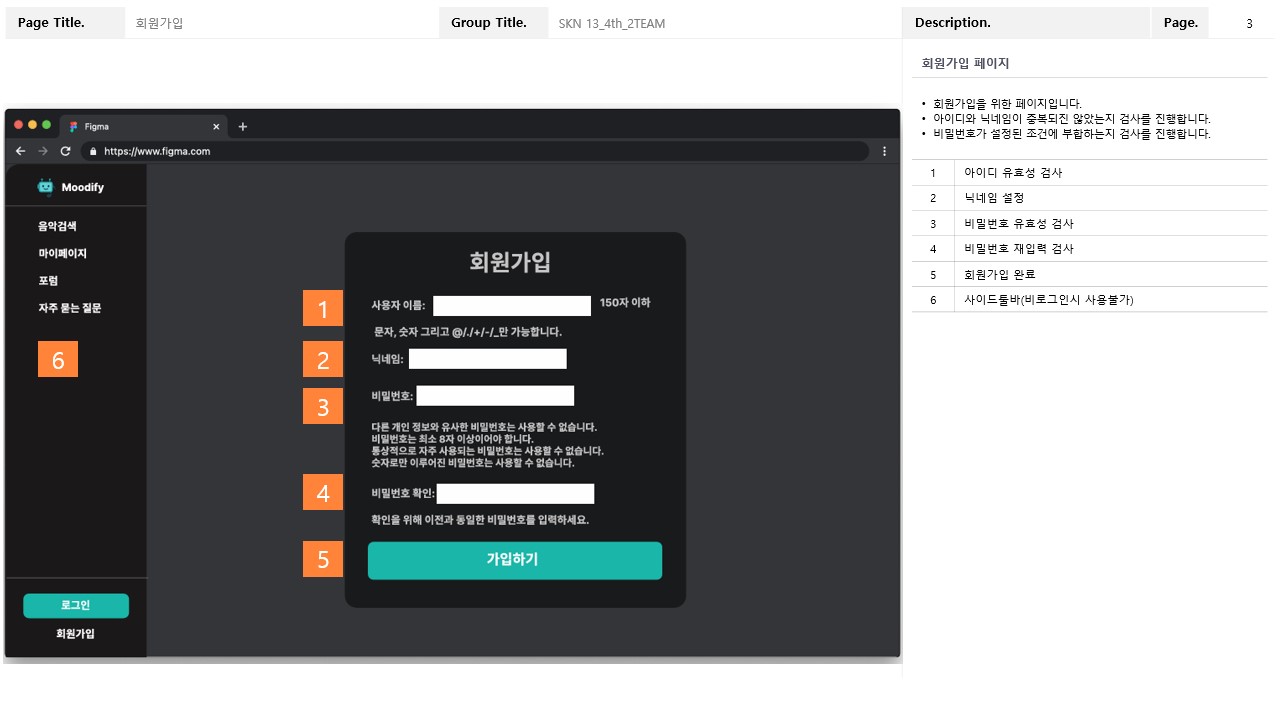 Page Title.
회원가입
Group Title.
SKN 13_4th_2TEAM
Description.
Page.
3
Figma
https://www.figma.com
Moodify
음악검색
마이페이지
포럼
자주 묻는 질문
6
로그인
회원가입
회원가입
1
사용자 이름:
150자 이하
문자, 숫자 그리고 @/./+/-/_만 가능합니다.
2
닉네임:
3
비밀번호:
다른 개인 정보와 유사한 비밀번호는 사용할 수 없습니다.
비밀번호는 최소 8자 이상이어야 합니다.
통상적으로 자주 사용되는 비밀번호는 사용할 수 없습니다.
숫자로만 이루어진 비밀번호는 사용할 수 없습니다.
4
비밀번호 확인:
확인을 위해 이전과 동일한 비밀번호를 입력하세요.
5
가입하기
회원가입 페이지
• 회원가입을 위한 페이지입니다.
• 아이디와 닉네임이 중복되진 않았는지 검사를 진행합니다.
• 비밀번호가 설정된 조건에 부합하는지 검사를 진행합니다.
1 아이디 유효성 검사
2 닉네임 설정
3 비밀번호 유효성 검사
4 비밀번호 재입력 검사
5 회원가입 완료
6 사이드툴바(비로그인시 사용불가)